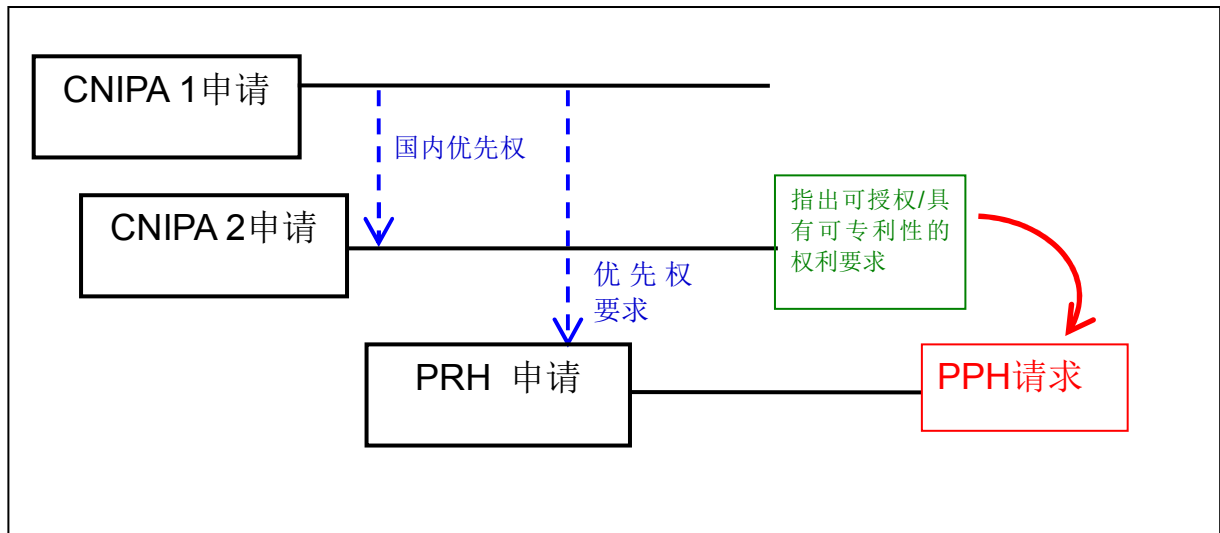 CNIPA 1申请
国内优先权
CNIPA 2申请
指出可授权/具
有可专利性的
权利要求
优 先 权
要求
PRH 申请
PPH请求